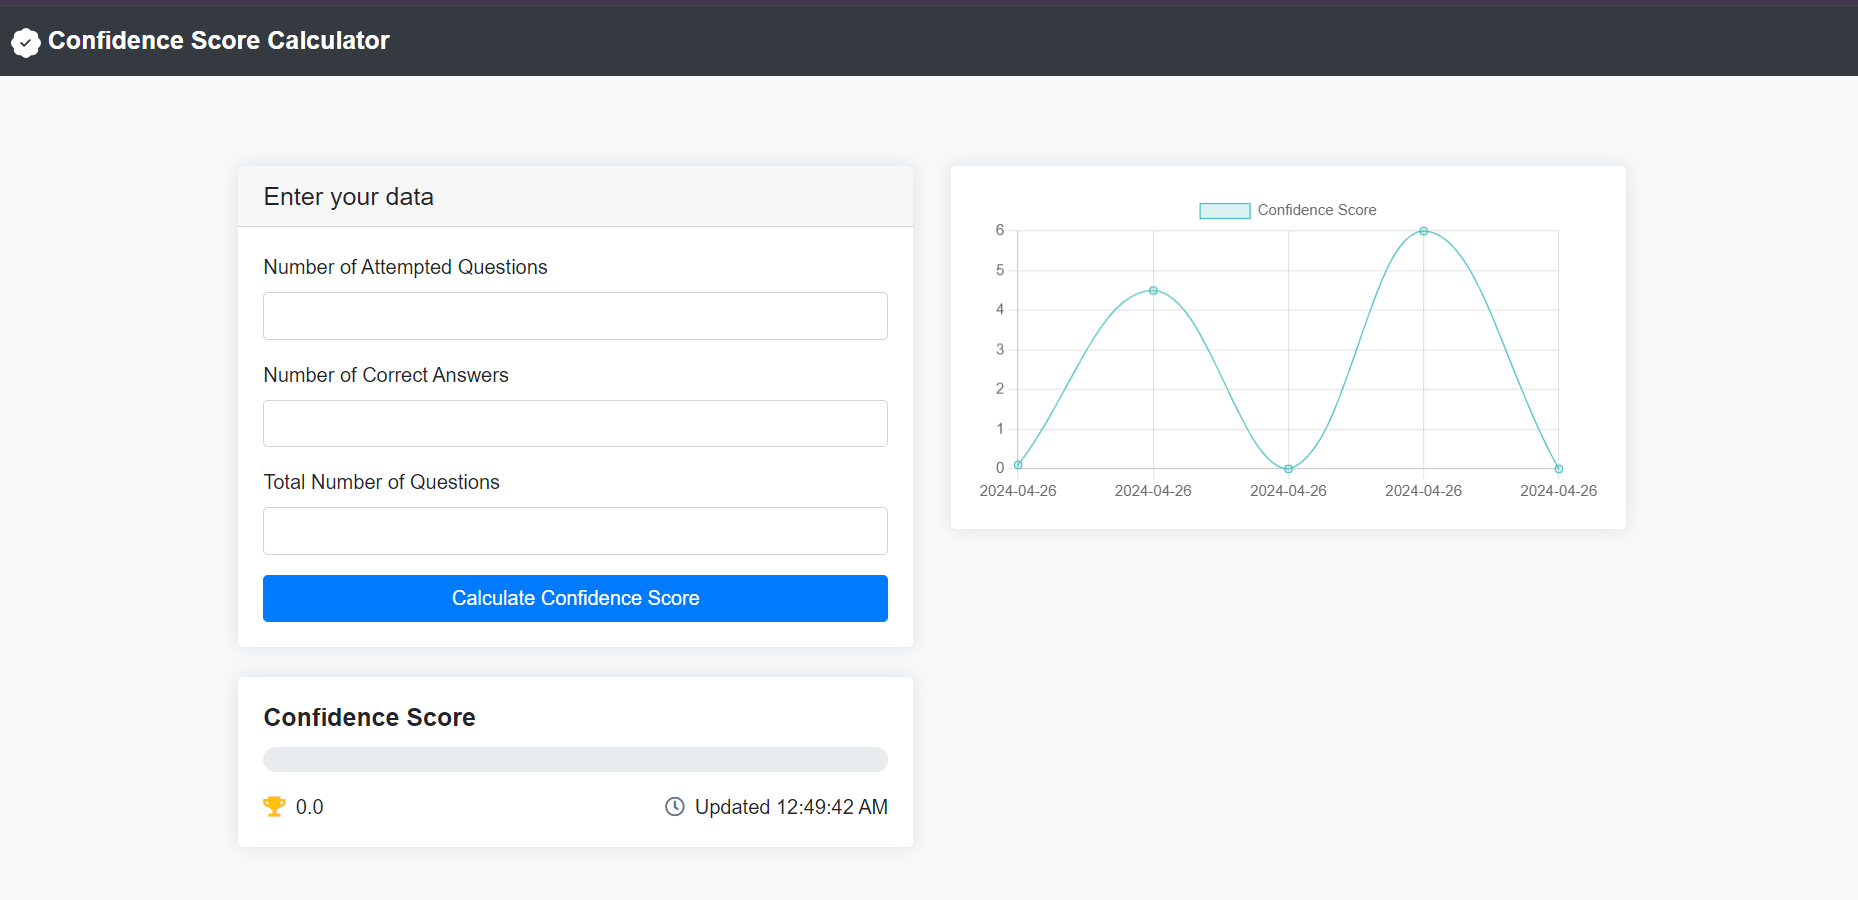 Confidence Score Calculator
Enter your data
Number of Attempted Questions
Number of Correct Answers
Total Number of Questions
Calculate Confidence Score
Confidence Score
0.0
Updated 12:49:42 AM
Confidence Score
6
5
4
3
2
1
0
2024-04-26 2024-04-26 2024-04-26 2024-04-26 2024-04-26